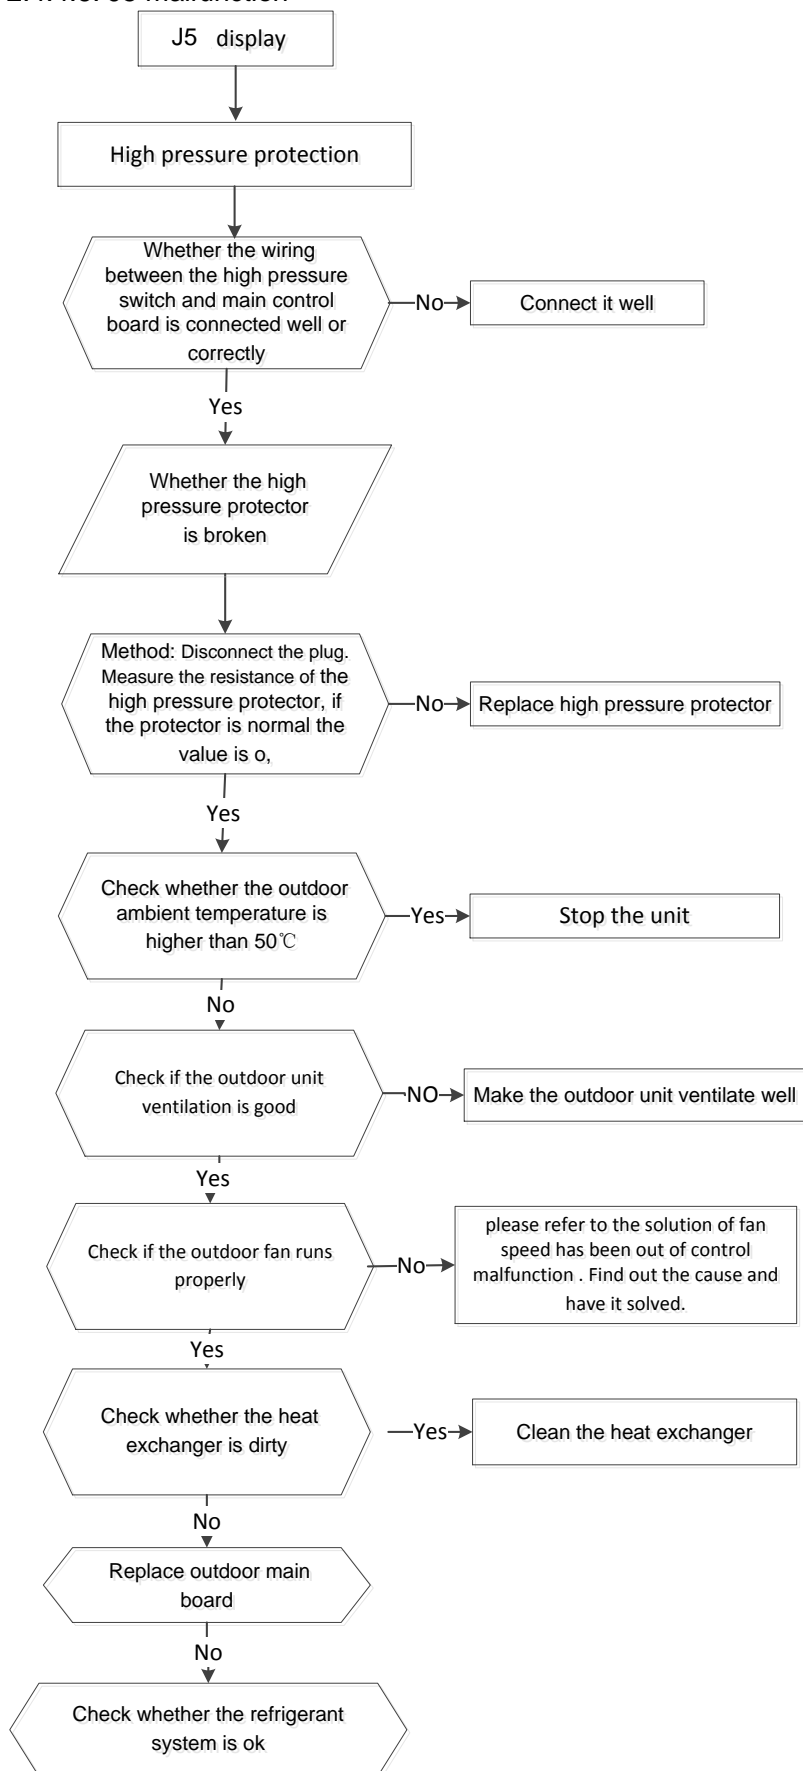 malfunction
J5 display
High pressure protection
Whether the wiring
between the high pressure
switch and main control
board is connected well or
correctly
No
Connect it well
Yes
Whether the high
pressure protector
is broken
Method: Disconnect the plug.
Measure the resistance of the
high pressure protector, if
the protector is normal the
value is o,
No
Replace high pressure protector
Yes
Check whether the outdoor
ambient temperature is
higher than 50℃
Yes
Stop the unit
No
Check if the outdoor unit
ventilation is good
NO
Make the outdoor unit ventilate well
Yes
Check if the outdoor fan runs
properly
No
please refer to the solution of fan
speed has been out of control
malfunction . Find out the cause and
have it solved.
Yes
Check whether the heat
exchanger is dirty
Yes
Clean the heat exchanger
No
Replace outdoor main
board
No
Check whether the refrigerant
system is ok